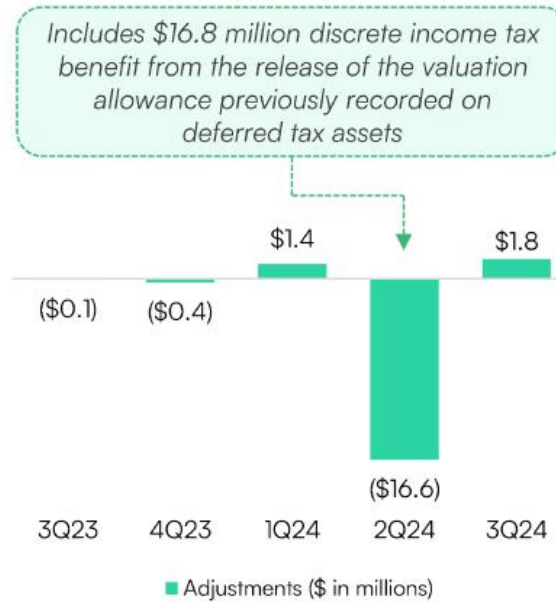 Includes $16.8 million discrete income tax
benefit from the release of the valuation
allowance previously recorded on
deferred tax assets
$1.4
$1.8
($0.1)
($0.4)
($16.6)
3Q23
4Q23
1Q24
2Q24
3Q24
Adjustments ($ in millions)